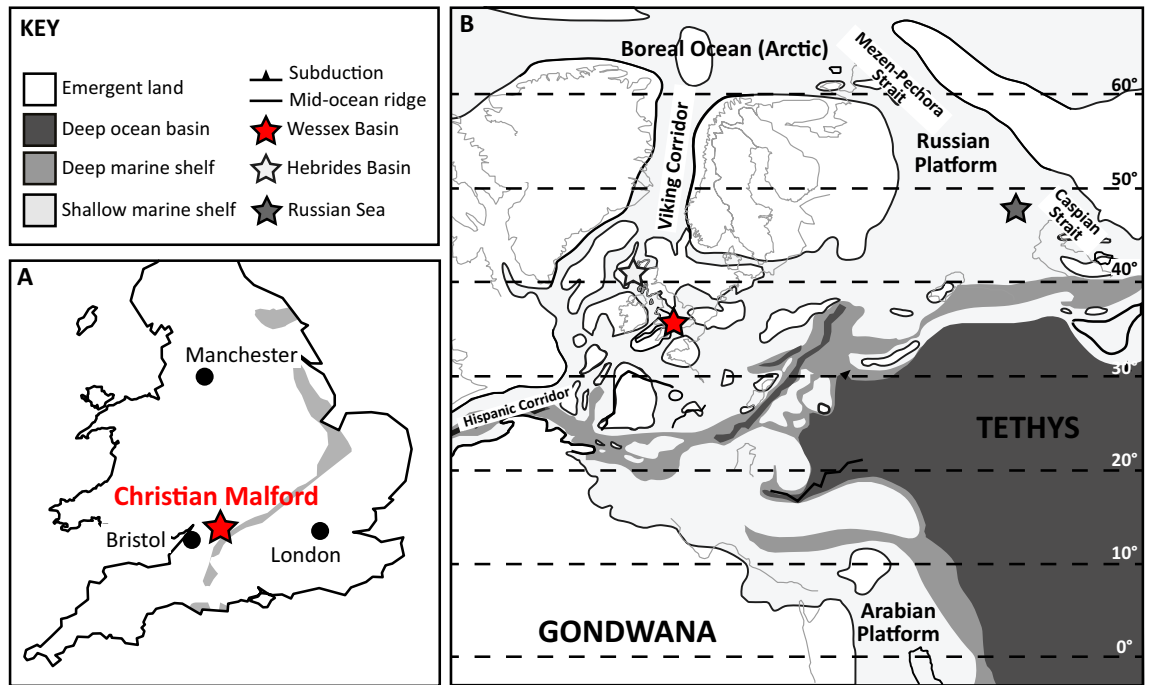 KEY
Emergent land
Deep ocean basin
Deep marine shelf
Shallow marine shelf
Subduction
Mid-ocean ridge
Wessex Basin
Hebrides Basin
Russian Sea
A
Manchester
Christian Malford
Bristol
London
B
Boreal Ocean (Arctic)
Mezen-Pechora
Strait
60°
Viking Corridor
Russian
Platform
50°
Caspian
Strait
40°
30°
Hispanic Corridor
TETHYS
20°
10°
Arabian
Platform
GONDWANA
0°